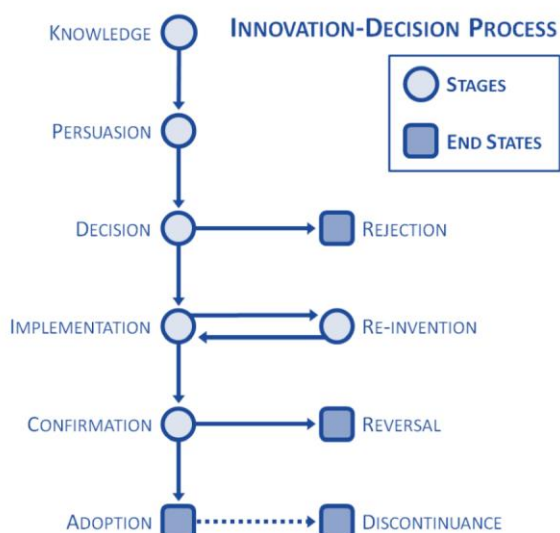 INNOVATION-DECISION PROCESS
KNOWLEDGE
STAGES
END STATES
PERSUASION
DECISION
REJECTION
IMPLEMENTATION
RE-INVENTION
CONFIRMATION
REVERSAL
ADOPTION
DISCONTINUANCE